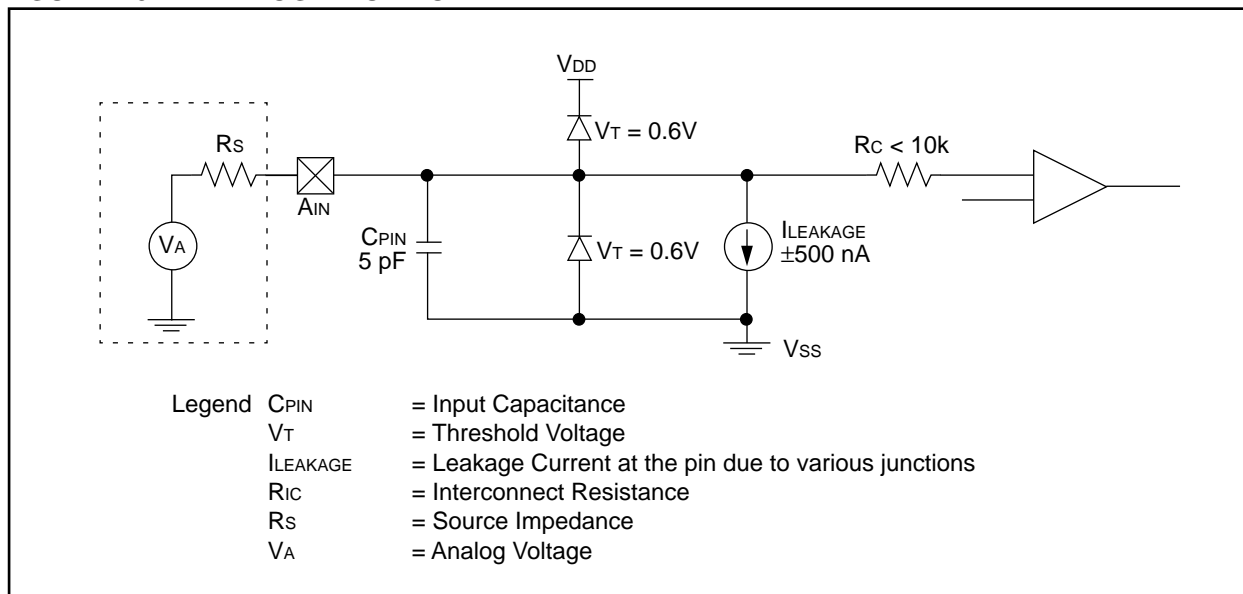 VDD
VT = 0.6V
RS
RC < 10k
AIN
VA
CPIN
5 pF
VT = 0.6V
ILEAKAGE
±500 nA
VSS
Legend CPIN = Input Capacitance
VT = Threshold Voltage
ILEAKAGE = Leakage Current at the pin due to various junctions
RIC = Interconnect Resistance
RS = Source Impedance
VA = Analog Voltage